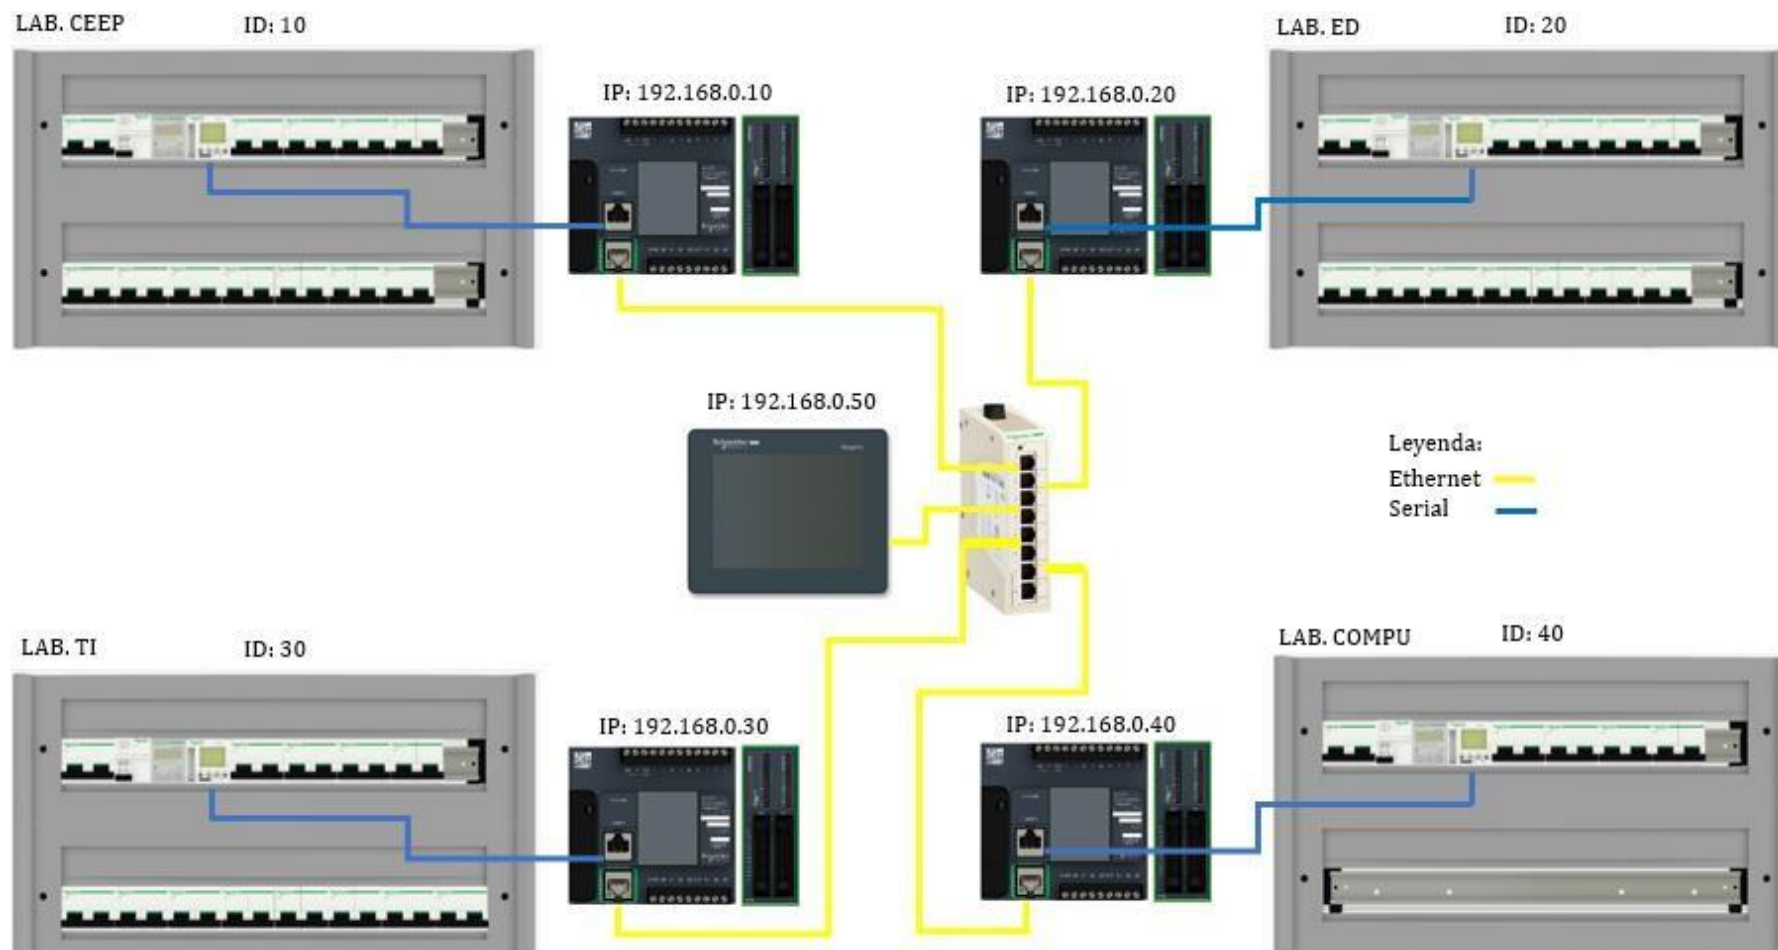 LAB. CEEP
ID: 10
LAB. ED
ID: 20
IP: 192.168.0.10
IP: 192.168.0.20
IP: 192.168.0.50
Schneider
Leyenda:
Ethernet
Serial
LAB. TI
ID: 30
LAB. COMPU
ID: 40
IP: 192.168.0.30
IP: 192.168.0.40